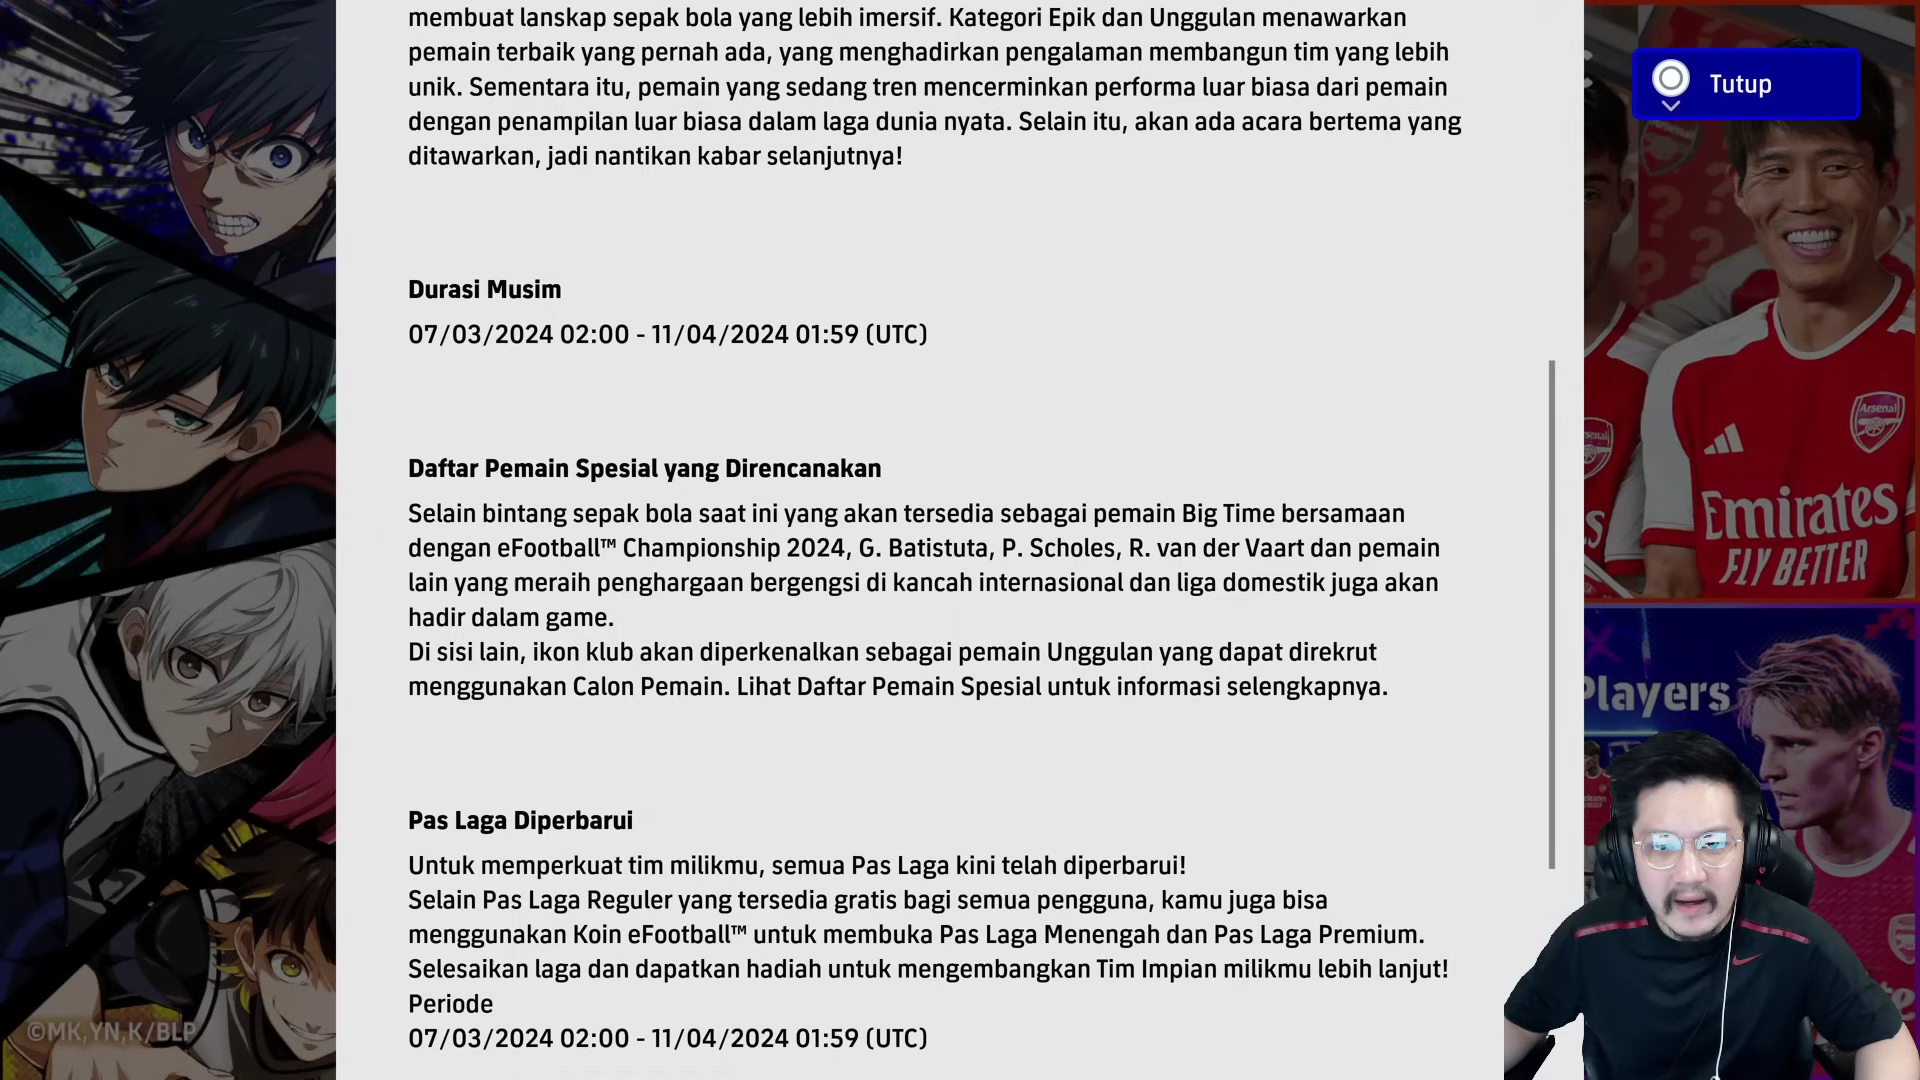 membuat lanskap sepak bola yang lebih imersif. Kategori Epik dan Unggulan menawarkan
pemain terbaik yang pernah ada, yang menghadirkan pengalaman membangun tim yang lebih
unik. Sementara itu, pemain yang sedang tren mencerminkan performa luar biasa dari pemain
dengan penampilan luar biasa dalam laga dunia nyata. Selain itu, akan ada acara bertema yang
ditawarkan, jadi nantikan kabar selanjutnya!
Tutup
Durasi Musim
07/03/2024 02:00 - 11/04/2024 01:59 (UTC)
Daftar Pemain Spesial yang Direncanakan
Selain bintang sepak bola saat ini yang akan tersedia sebagai pemain Big Time bersamaan
dengan eFootball™ Championship 2024, G. Batistuta, P. Scholes, R. van der Vaart dan pemain
lain yang meraih penghargaan bergengsi di kancah internasional dan liga domestik juga akan
hadir dalam game.
Di sisi lain, ikon klub akan diperkenalkan sebagai pemain Unggulan yang dapat direkrut
menggunakan Calon Pemain. Lihat Daftar Pemain Spesial untuk informasi selengkapnya.
Pas Laga Diperbarui
Untuk memperkuat tim milikmu, semua Pas Laga kini telah diperbarui!
Selain Pas Laga Reguler yang tersedia gratis bagi semua pengguna, kamu juga bisa
menggunakan Koin eFootball™ untuk membuka Pas Laga Menengah dan Pas Laga Premium.
Selesaikan laga dan dapatkan hadiah untuk mengembangkan Tim Impian milikmu lebih lanjut!
Periode
07/03/2024 02:00 - 11/04/2024 01:59 (UTC)
©MK,YN,K/BLP
Arsenal
Emirates
FLY BETTER
Players